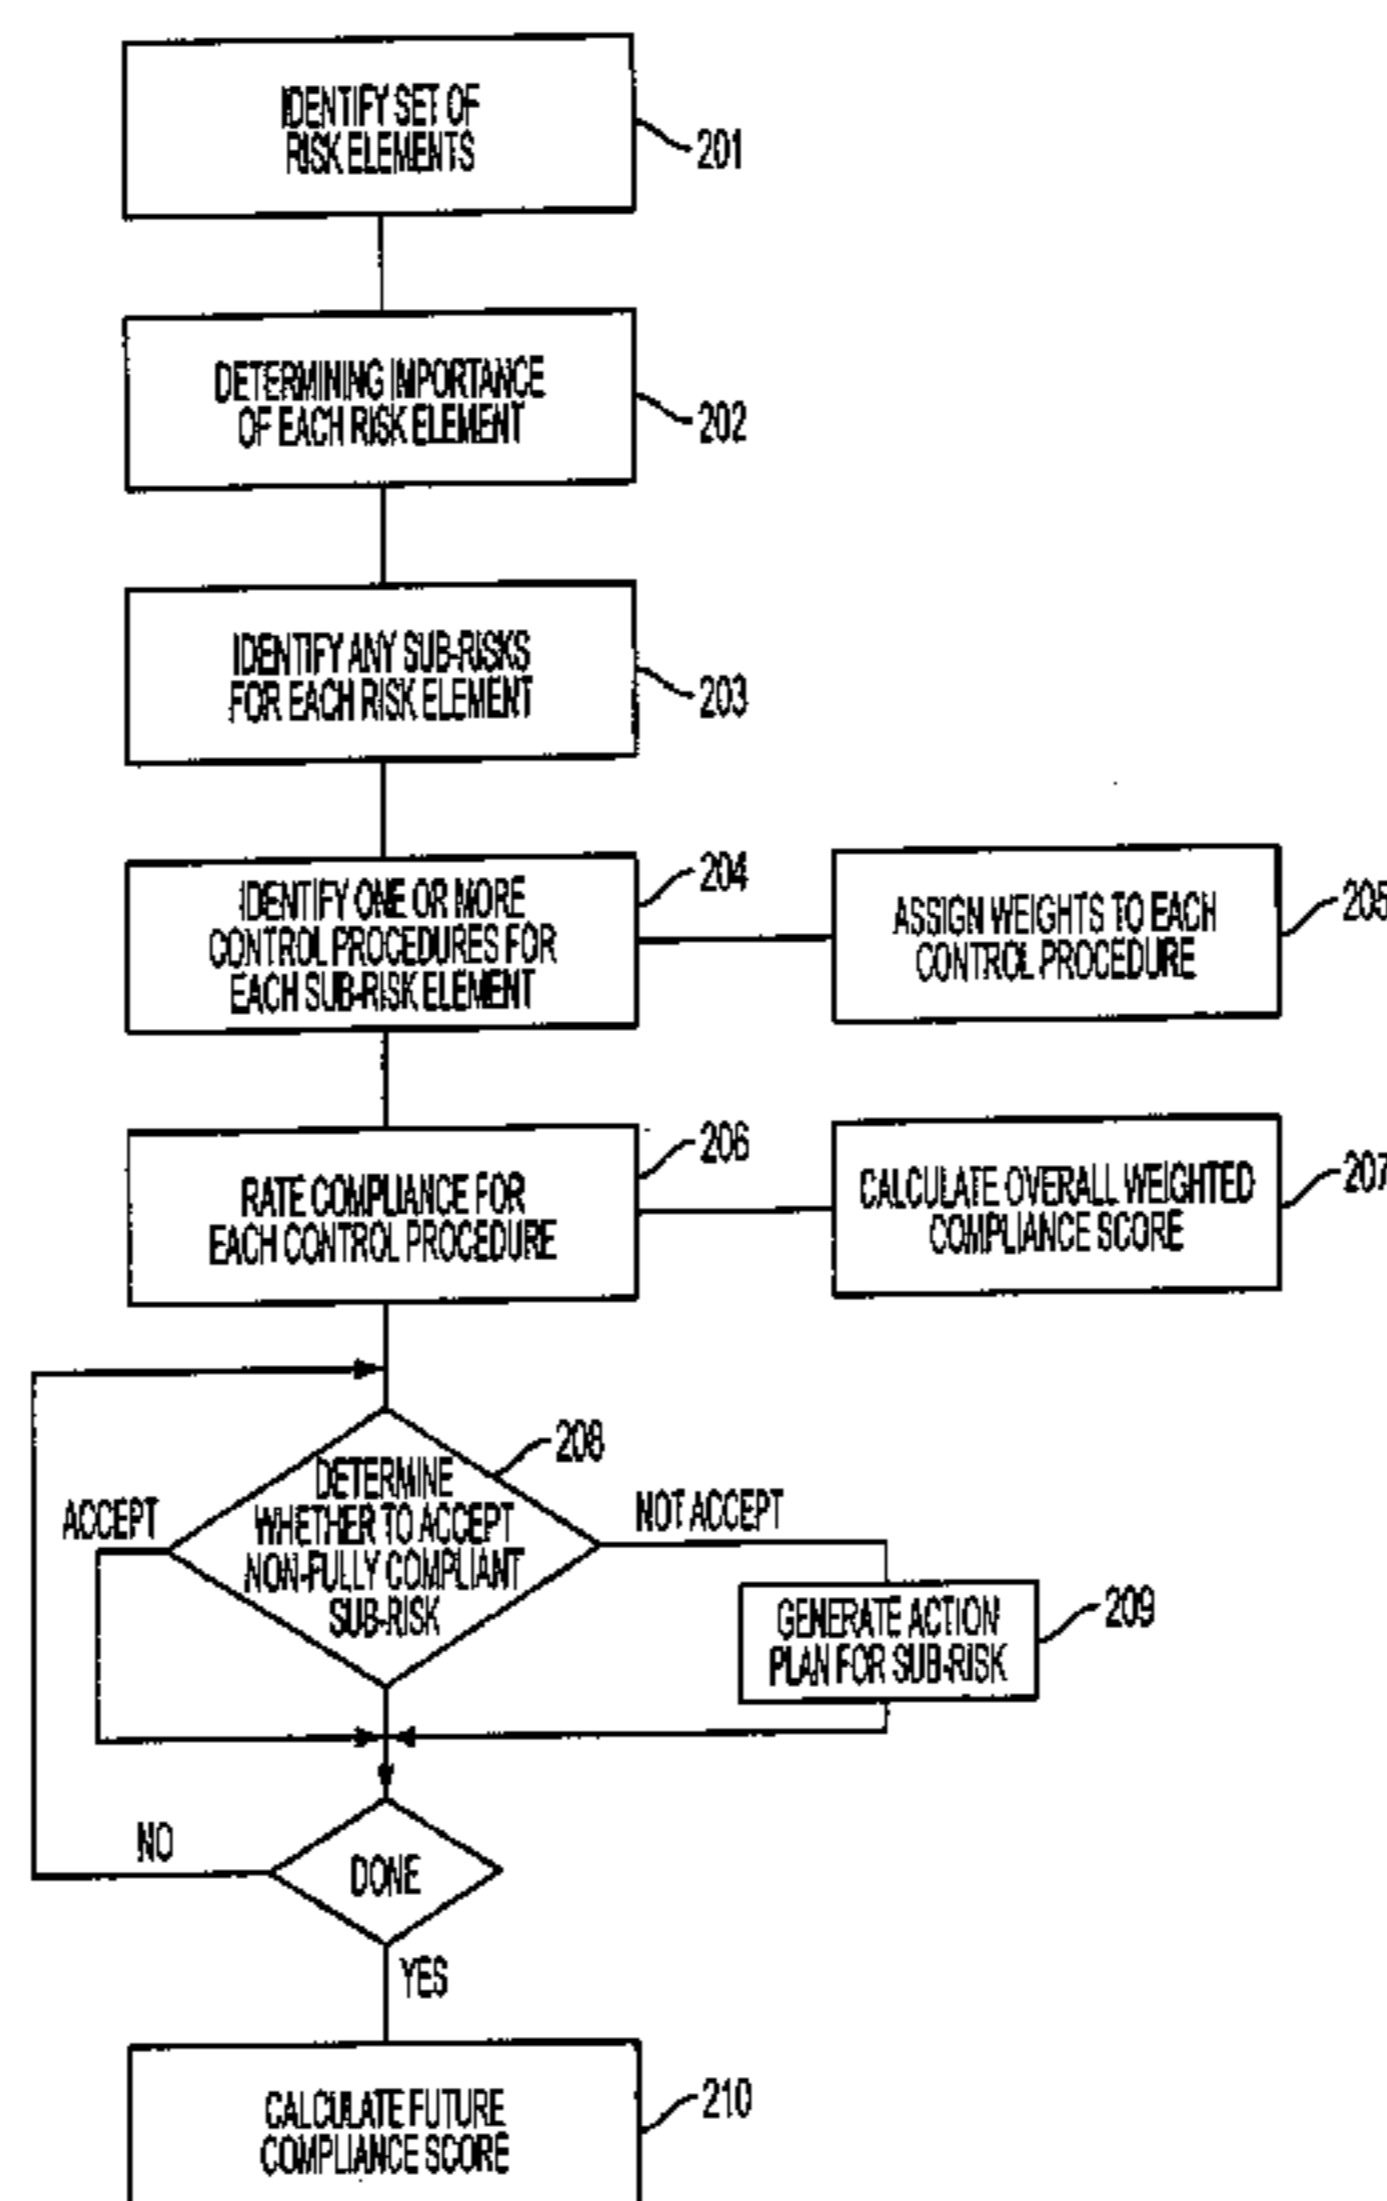 IDENTIFY SET OF
RISK ELEMENTS
201
DETERMINING IMPORTANCE
OF EACH RISK ELEMENT
202
IDENTIFY ANY SUB-RISKS
FOR EACH RISK ELEMENT
203
IDENTIFY ONE OR MORE
CONTROL PROCEDURES FOR
EACH SUB-RISK ELEMENT
204
ASSIGN WEIGHTS TO EACH
CONTROL PROCEDURE
205
RATE COMPLIANCE FOR
EACH CONTROL PROCEDURE
206
CALCULATE OVERALL WEIGHTED
COMPLIANCE SCORE
207
DETERMINE
WHETHER TO ACCEPT
NON-FULLY COMPLIANT
SUB-RISK
208
ACCEPT
NOT ACCEPT
GENERATE ACTION
PLAN FOR SUB-RISK
209
NO
DONE
YES
CALCULATE FUTURE
COMPLIANCE SCORE
210